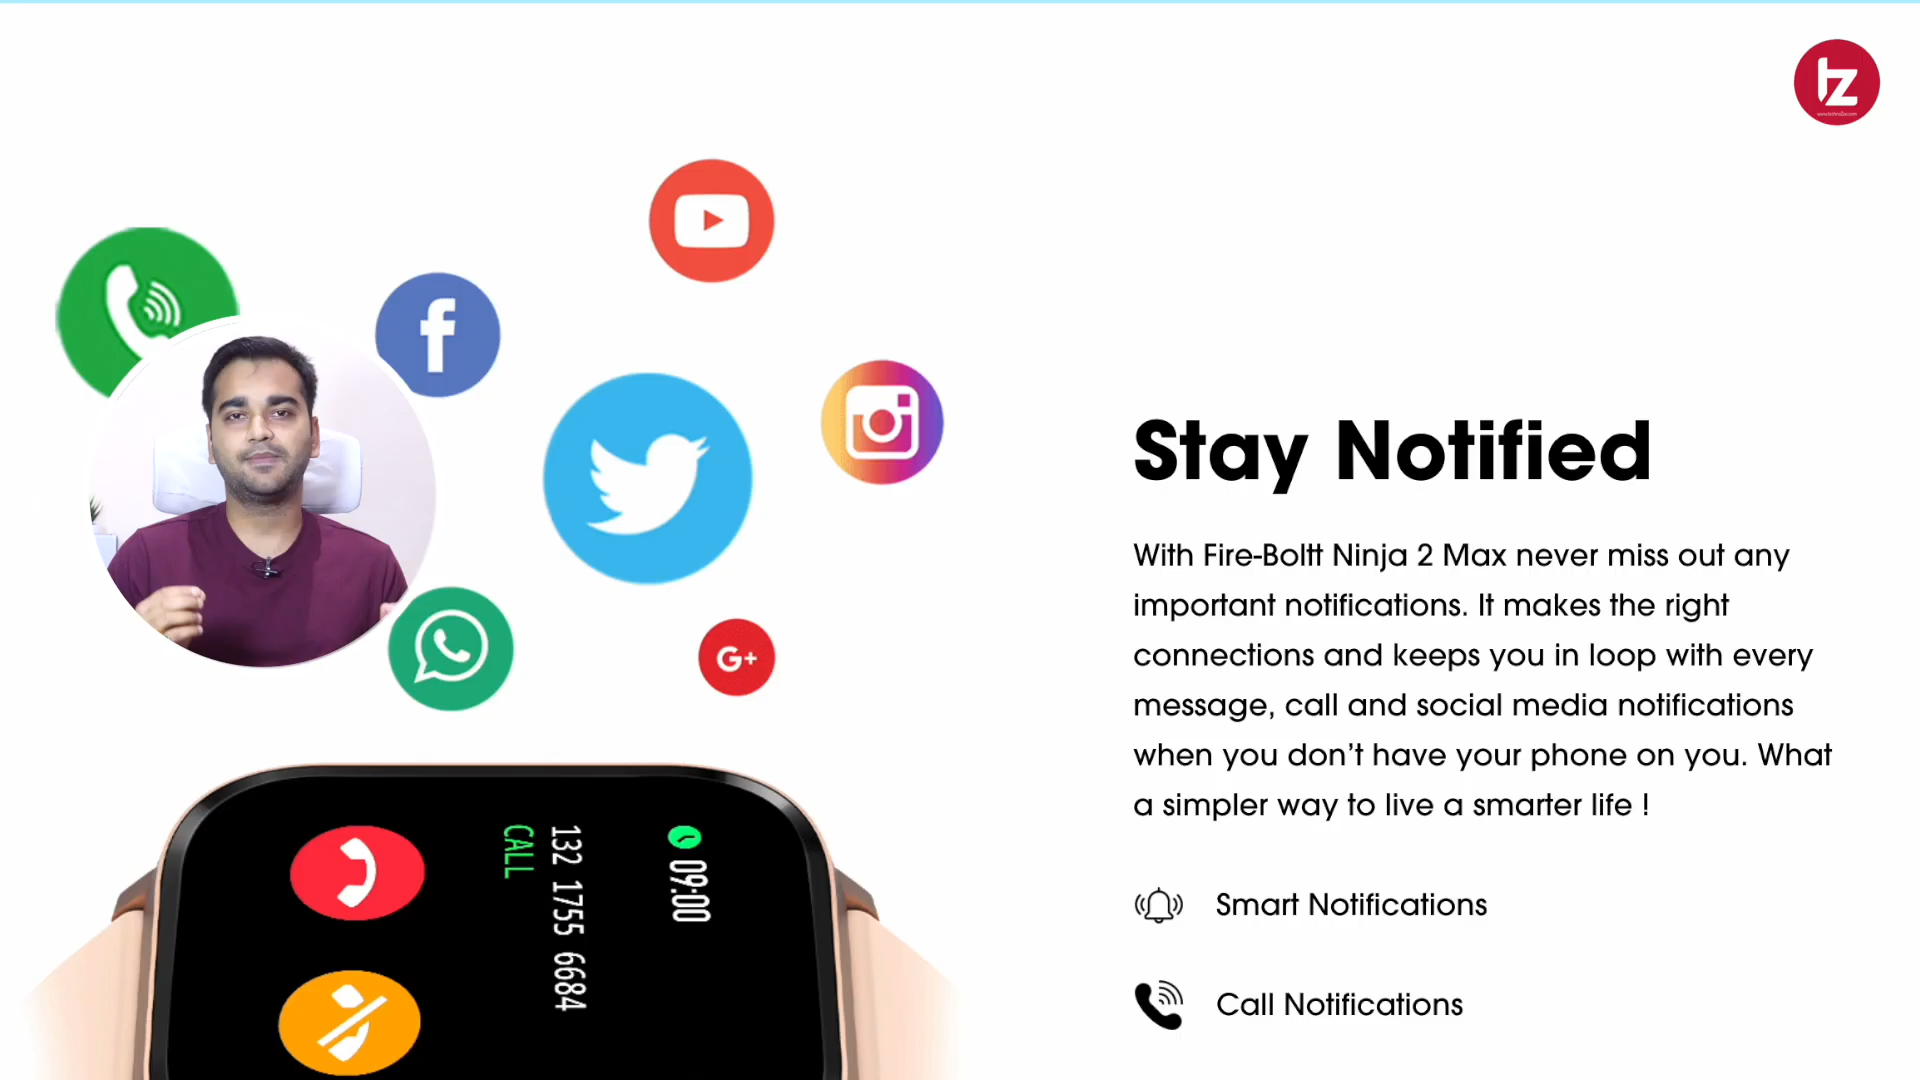 tz
f
G+
Stay Notified
With Fire-Boltt Ninja 2 Max never miss out any
important notifications. It makes the right
connections and keeps you in loop with every
message, call and social media notifications
when you don't have your phone on you. What
a simpler way to live a smarter life !
Smart Notifications
Call Notifications
09:00
132 1755 6684
CALL